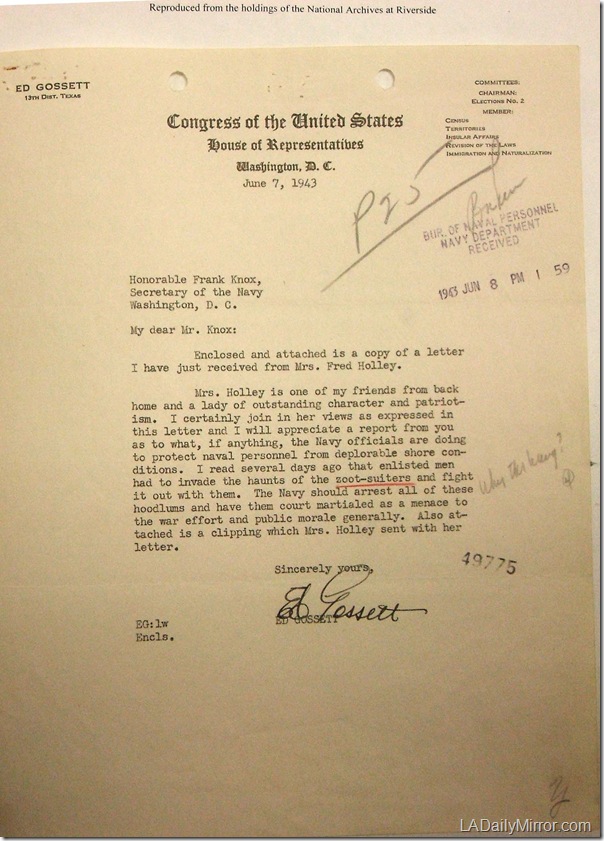 Reproduced from the holdings of the National Archives at Riverside
ED GOSSETT
13TH DIST. TEXAS
COMMITTEES:
CHAIRMAN:
ELECTIONS NO. 2
MEMBER:
CENSUS
TERRITORIES
INSULAR AFFAIRS
REVISION OF THE LAWS
IMMIGRATION AND NATURALIZATION
Congress of the United States
House of Representatives
Washington, D. C.
June 7, 1943
P25
BUR. OF NAVAL PERSONNEL
NAVY DEPARTMENT
RECEIVED
1943 JUN 8 PM 1 59
Honorable Frank Knox,
Secretary of the Navy
Washington, D. C.
My dear Mr. Knox:
Enclosed and attached is a copy of a letter
I have just received from Mrs. Fred Holley.
Mrs. Holley is one of my friends from back
home and a lady of outstanding character and patriot-
ism. I certainly join in her views as expressed in
this letter and I will appreciate a report from you
as to what, if anything, the Navy officials are doing
to protect naval personnel from deplorable shore con-
ditions. I read several days ago that enlisted men
had to invade the haunts of the zoot-suiters and fight
it out with them. The Navy should arrest all of these
hoodlums and have them court martialed as a menace to
the war effort and public morale generally. Also at-
tached is a clipping which Mrs. Holley sent with her
letter.
Sincerely yours,
49775
Ed Gossett
ED GOSSETT
EG:lw
Encls.
LADailyMirror.com